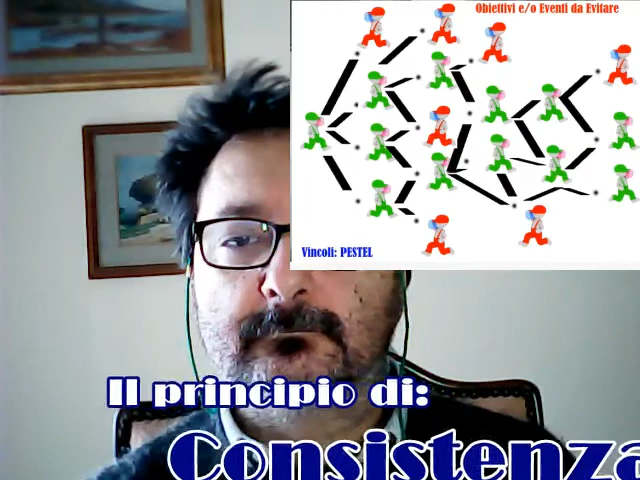 Obiettivi e/o Eventi da Evitare
Vincoli: PESTEL
Il principio di:
Consistenza